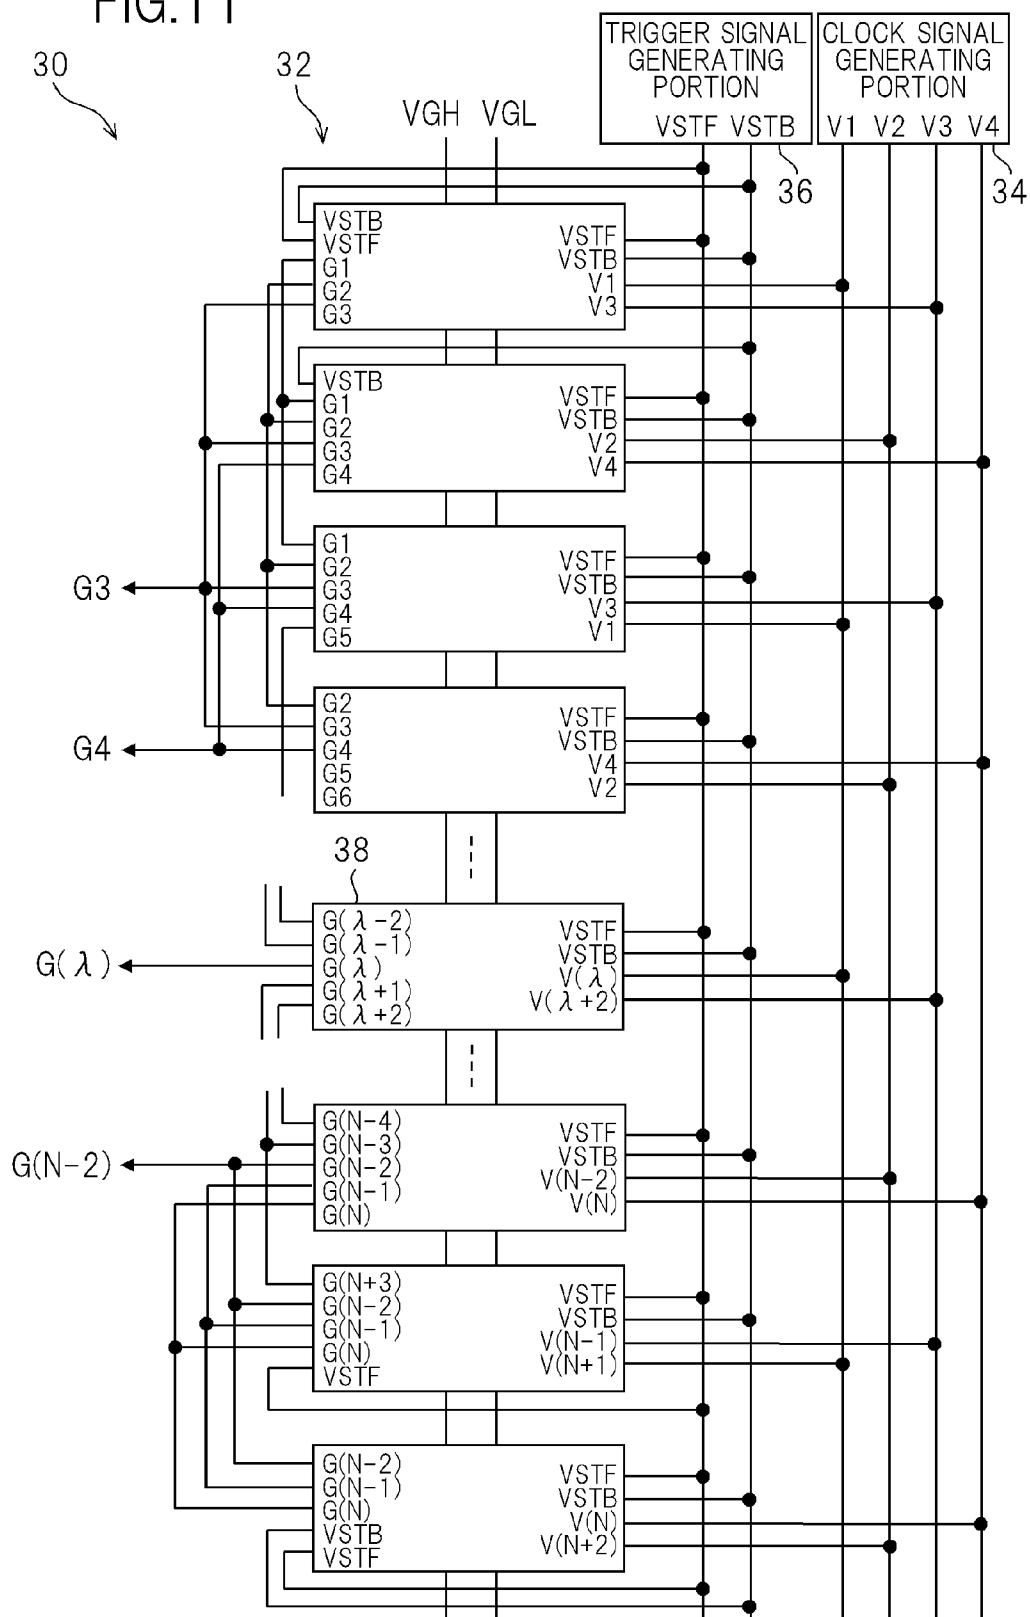 FIG.11
30
32
VGH VGL
TRIGGER SIGNAL
GENERATING
PORTION
VSTF VSTB
36
CLOCK SIGNAL
GENERATING
PORTION
V1 V2 V3 V4
34
VSTB
VSTF
G1
G2
G3
VSTF
VSTB
V1
V3
VSTB
G1
G2
G3
G4
VSTF
VSTB
V2
V4
G3
G1
G2
G3
G4
G5
VSTF
VSTB
V3
V1
G4
G2
G3
G4
G5
G6
VSTF
VSTB
V4
V2
38
G(λ)
G(λ-2)
G(λ-1)
G(λ)
G(λ+1)
G(λ+2)
VSTF
VSTB
V(λ)
V(λ+2)
G(N-2)
G(N-4)
G(N-3)
G(N-2)
G(N-1)
G(N)
VSTF
VSTB
V(N-2)
V(N)
G(N+3)
G(N-2)
G(N-1)
G(N)
VSTF
VSTF
VSTB
V(N-1)
V(N+1)
G(N-2)
G(N-1)
G(N)
VSTB
VSTF
VSTF
VSTB
V(N)
V(N+2)